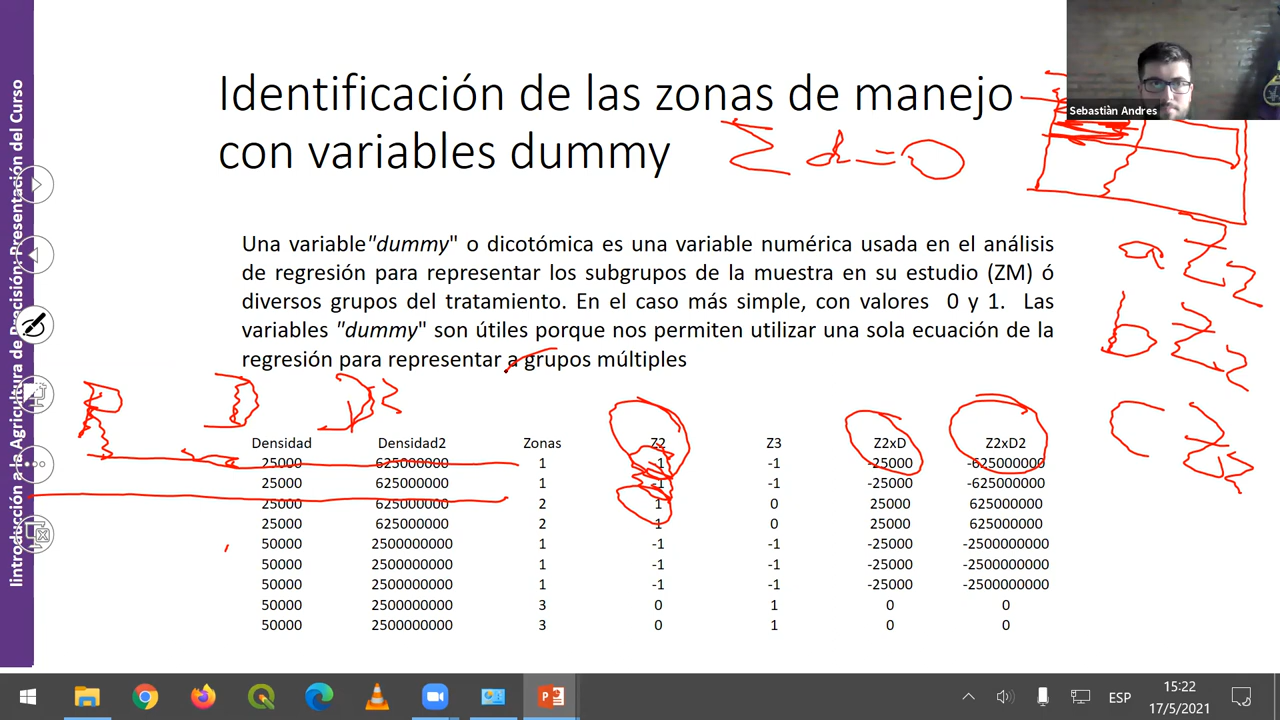 Sebastiàn Andres
Identificación de las zonas de manejo
con variables dummy
Σ d = 0
Iintroducción a la Agricultura de Precisión: Presentación del Curso
a Z2
b Z2
c Z2
Una variable"dummy" o dicotómica es una variable numérica usada en el análisis
de regresión para representar los subgrupos de la muestra en su estudio (ZM) ó
diversos grupos del tratamiento. En el caso más simple, con valores 0 y 1. Las
variables "dummy" son útiles porque nos permiten utilizar una sola ecuación de la
regresión para representar a grupos múltiples
R D D2
Densidad Densidad2 Zonas Z2 Z3 Z2xD Z2xD2
25000 625000000 1 -1 -1 -25000 -625000000
25000 625000000 1 -1 -1 -25000 -625000000
25000 625000000 2 1 0 25000 625000000
25000 625000000 2 1 0 25000 625000000
50000 2500000000 1 -1 -1 -25000 -2500000000
50000 2500000000 1 -1 -1 -25000 -2500000000
50000 2500000000 1 -1 -1 -25000 -2500000000
50000 2500000000 3 0 1 0 0
50000 2500000000 3 0 1 0 0
ESP
15:22
17/5/2021